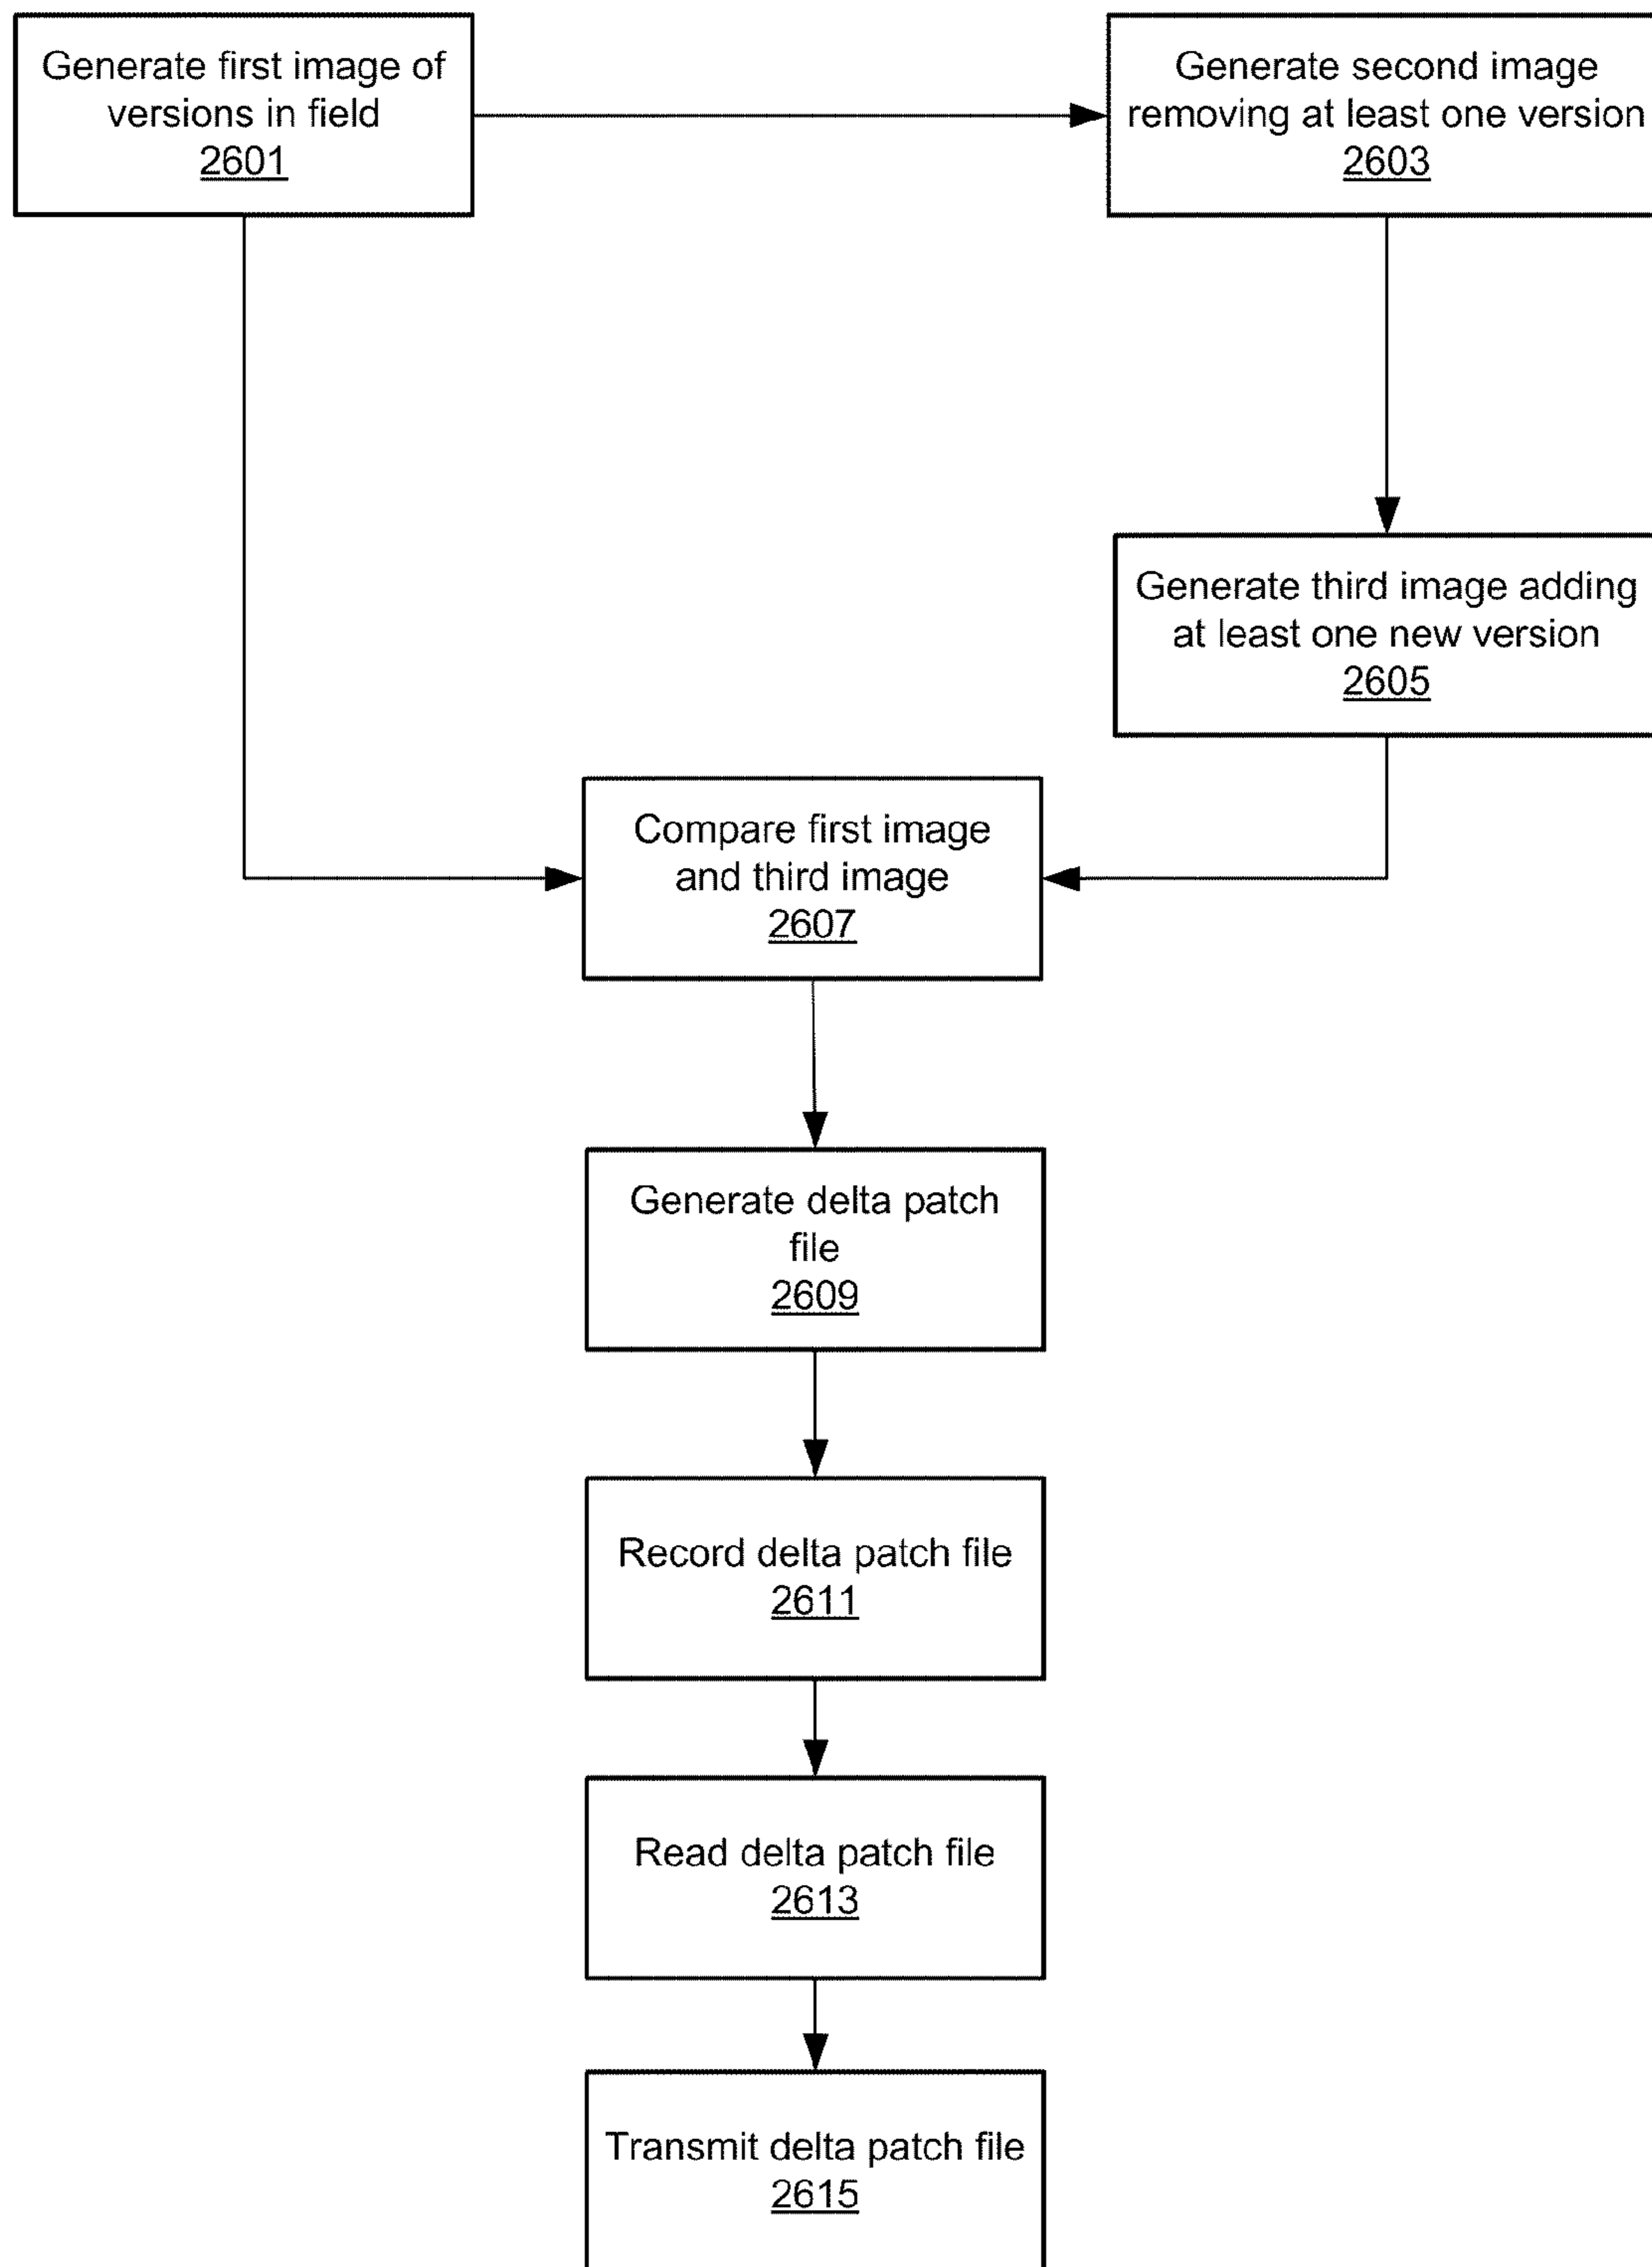 Generate first image of
versions in field
2601
Generate second image
removing at least one version
2603
Generate third image adding
at least one new version
2605
Compare first image
and third image
2607
Generate delta patch
file
2609
Record delta patch file
2611
Read delta patch file
2613
Transmit delta patch file
2615